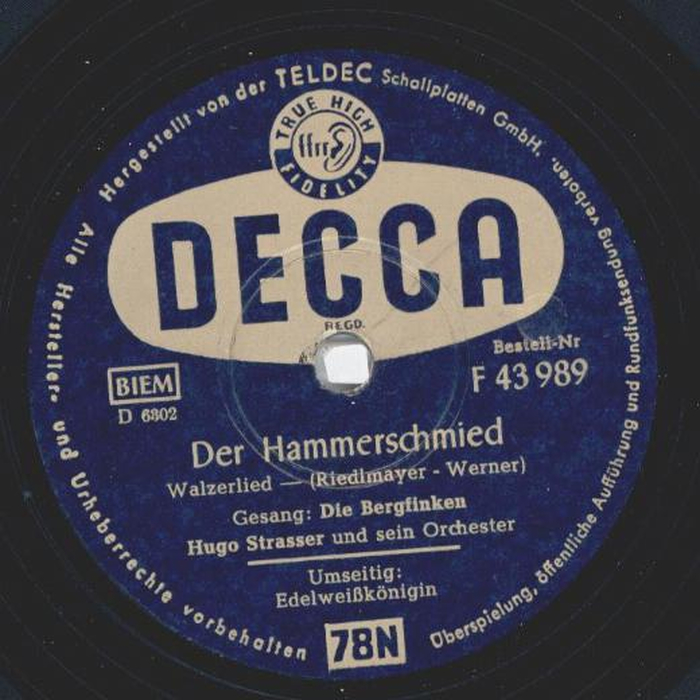 Hergestellt von der TELDEC Schallplatten GmbH.
TRUE HIGH
FIDELITY
DECCA
REGD.
BIEM
D 6802
Bestell-Nr
F 43989
Der Hammerschmied
Walzerlied — (Riedlmayer - Werner)
Gesang: Die Bergfinken
Hugo Strasser und sein Orchester
Umseitig:
Edelweißkönigin
78N
Alle Hersteller- und Urheberrechte vorbehalten
Überspielung, öffentliche Aufführung und Rundfunksendung verboten.